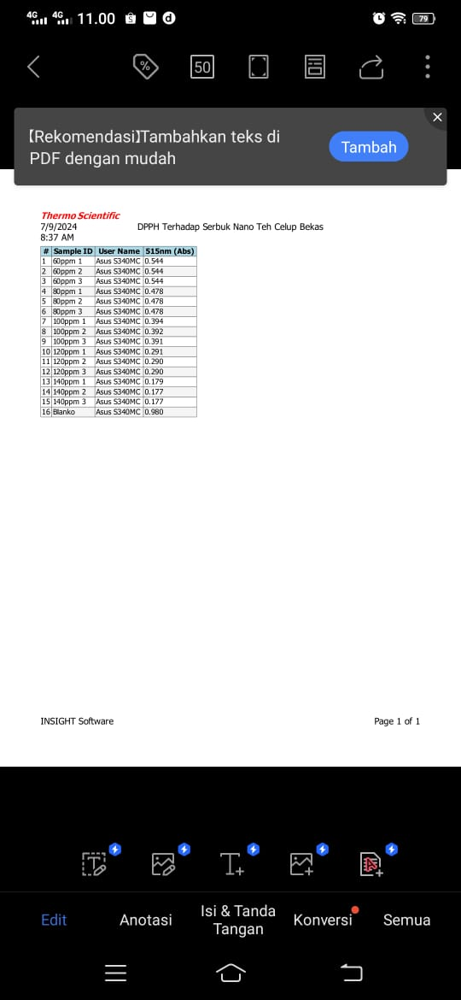 4G 4G 11.00 79
% 50
【Rekomendasi】Tambahkan teks di
PDF dengan mudah
Tambah
Thermo Scientific
7/9/2024 DPPH Terhadap Serbuk Nano Teh Celup Bekas
8:37 AM
# Sample ID User Name 515nm (Abs)
1 60ppm 1 Asus S340MC 0.544
2 60ppm 2 Asus S340MC 0.544
3 60ppm 3 Asus S340MC 0.544
4 80ppm 1 Asus S340MC 0.478
5 80ppm 2 Asus S340MC 0.478
6 80ppm 3 Asus S340MC 0.478
7 100ppm 1 Asus S340MC 0.394
8 100ppm 2 Asus S340MC 0.392
9 100ppm 3 Asus S340MC 0.391
10 120ppm 1 Asus S340MC 0.291
11 120ppm 2 Asus S340MC 0.290
12 120ppm 3 Asus S340MC 0.290
13 140ppm 1 Asus S340MC 0.179
14 140ppm 2 Asus S340MC 0.177
15 140ppm 3 Asus S340MC 0.177
16 Blanko Asus S340MC 0.980
INSIGHT Software Page 1 of 1
Edit Anotasi Isi & Tanda Tangan Konversi Semua